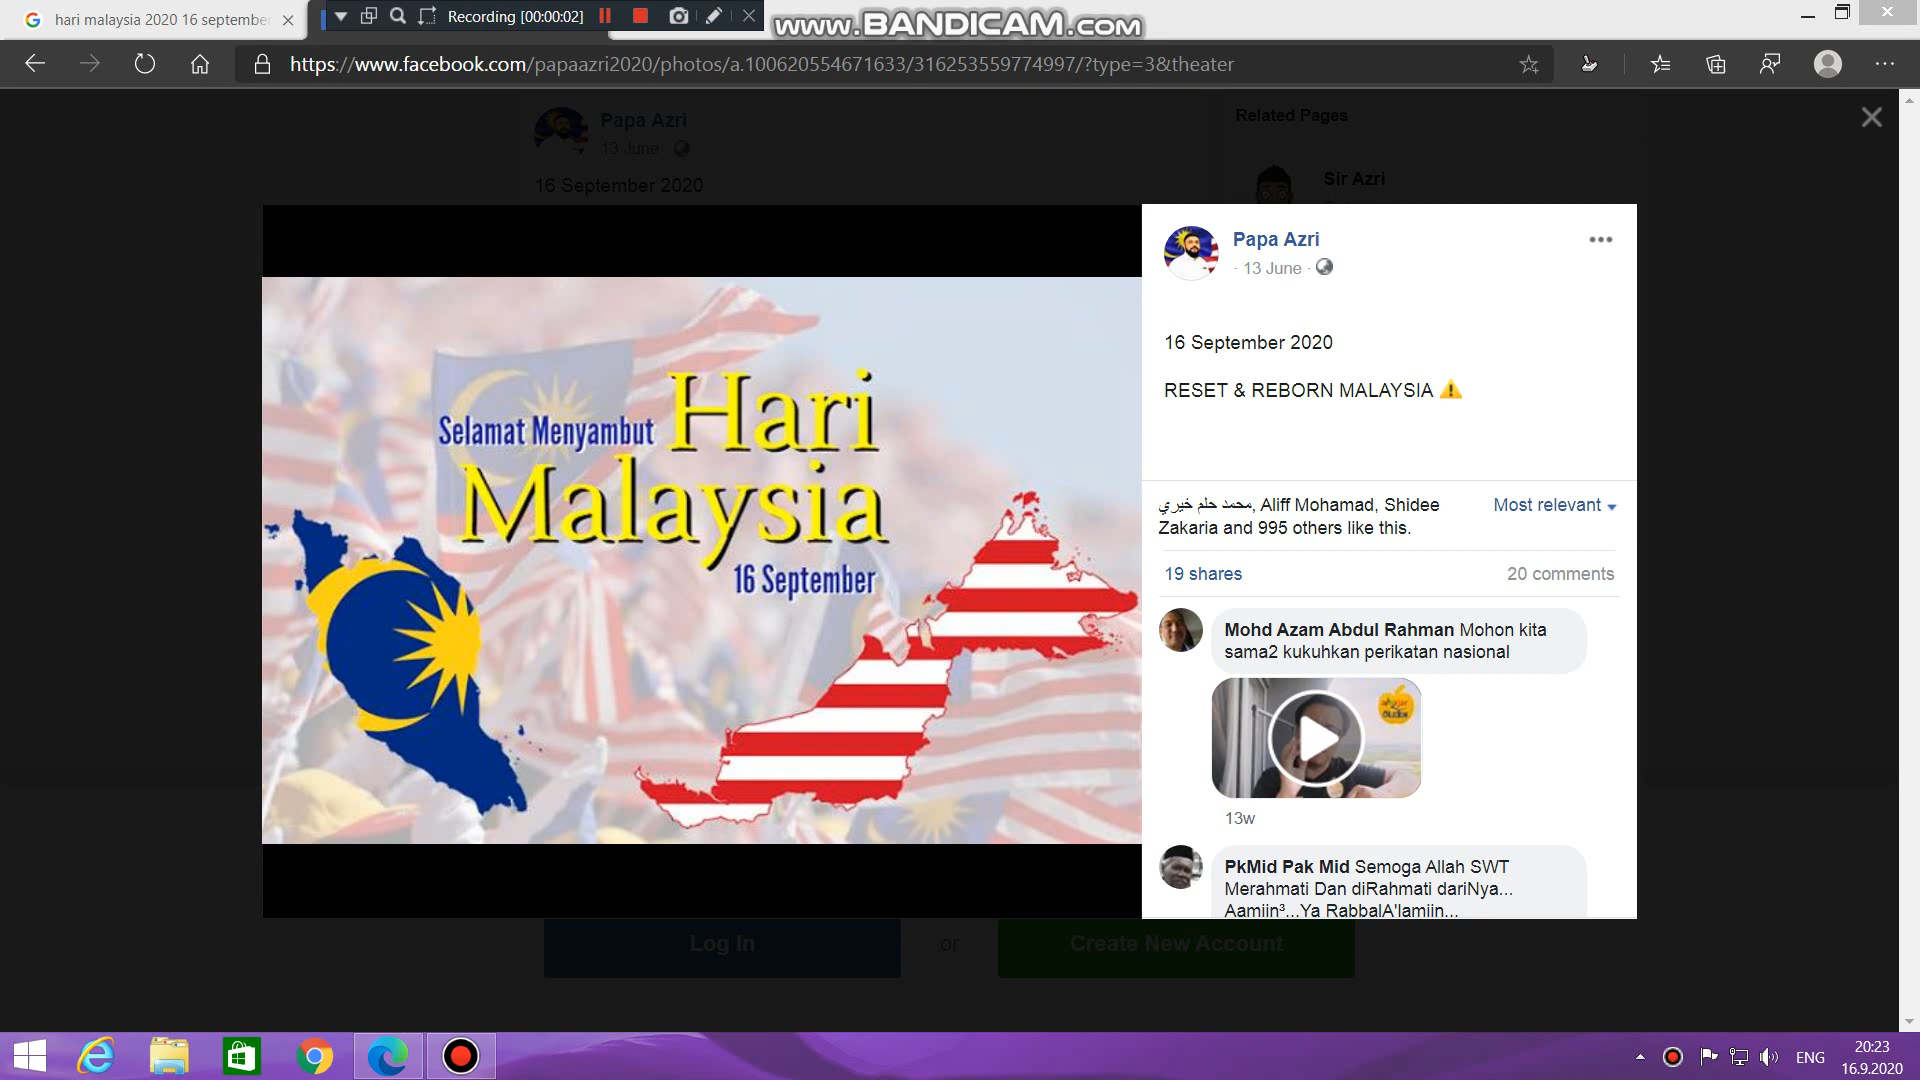 hari malaysia 2020 16 september
Recording [00:00:02]
www.BANDICAM.com
https://www.facebook.com/papaazri2020/photos/a.100620554671633/316253559774997/?type=3&theater
Papa Azri
13 June
16 September 2020
Related Pages
Sir Azri
Selamat Menyambut Hari
Malaysia
16 September
Papa Azri
· 13 June ·
16 September 2020
RESET & REBORN MALAYSIA ⚠️
محمد حلم خيري, Aliff Mohamad, Shidee
Zakaria and 995 others like this.
Most relevant
19 shares
20 comments
Mohd Azam Abdul Rahman Mohon kita
sama2 kukuhkan perikatan nasional
13w
PkMid Pak Mid Semoga Allah SWT
Merahmati Dan diRahmati dariNya...
Aamiin³...Ya RabbalA'lamiin...
Log In
or
Create New Account
ENG
20:23
16.9.2020